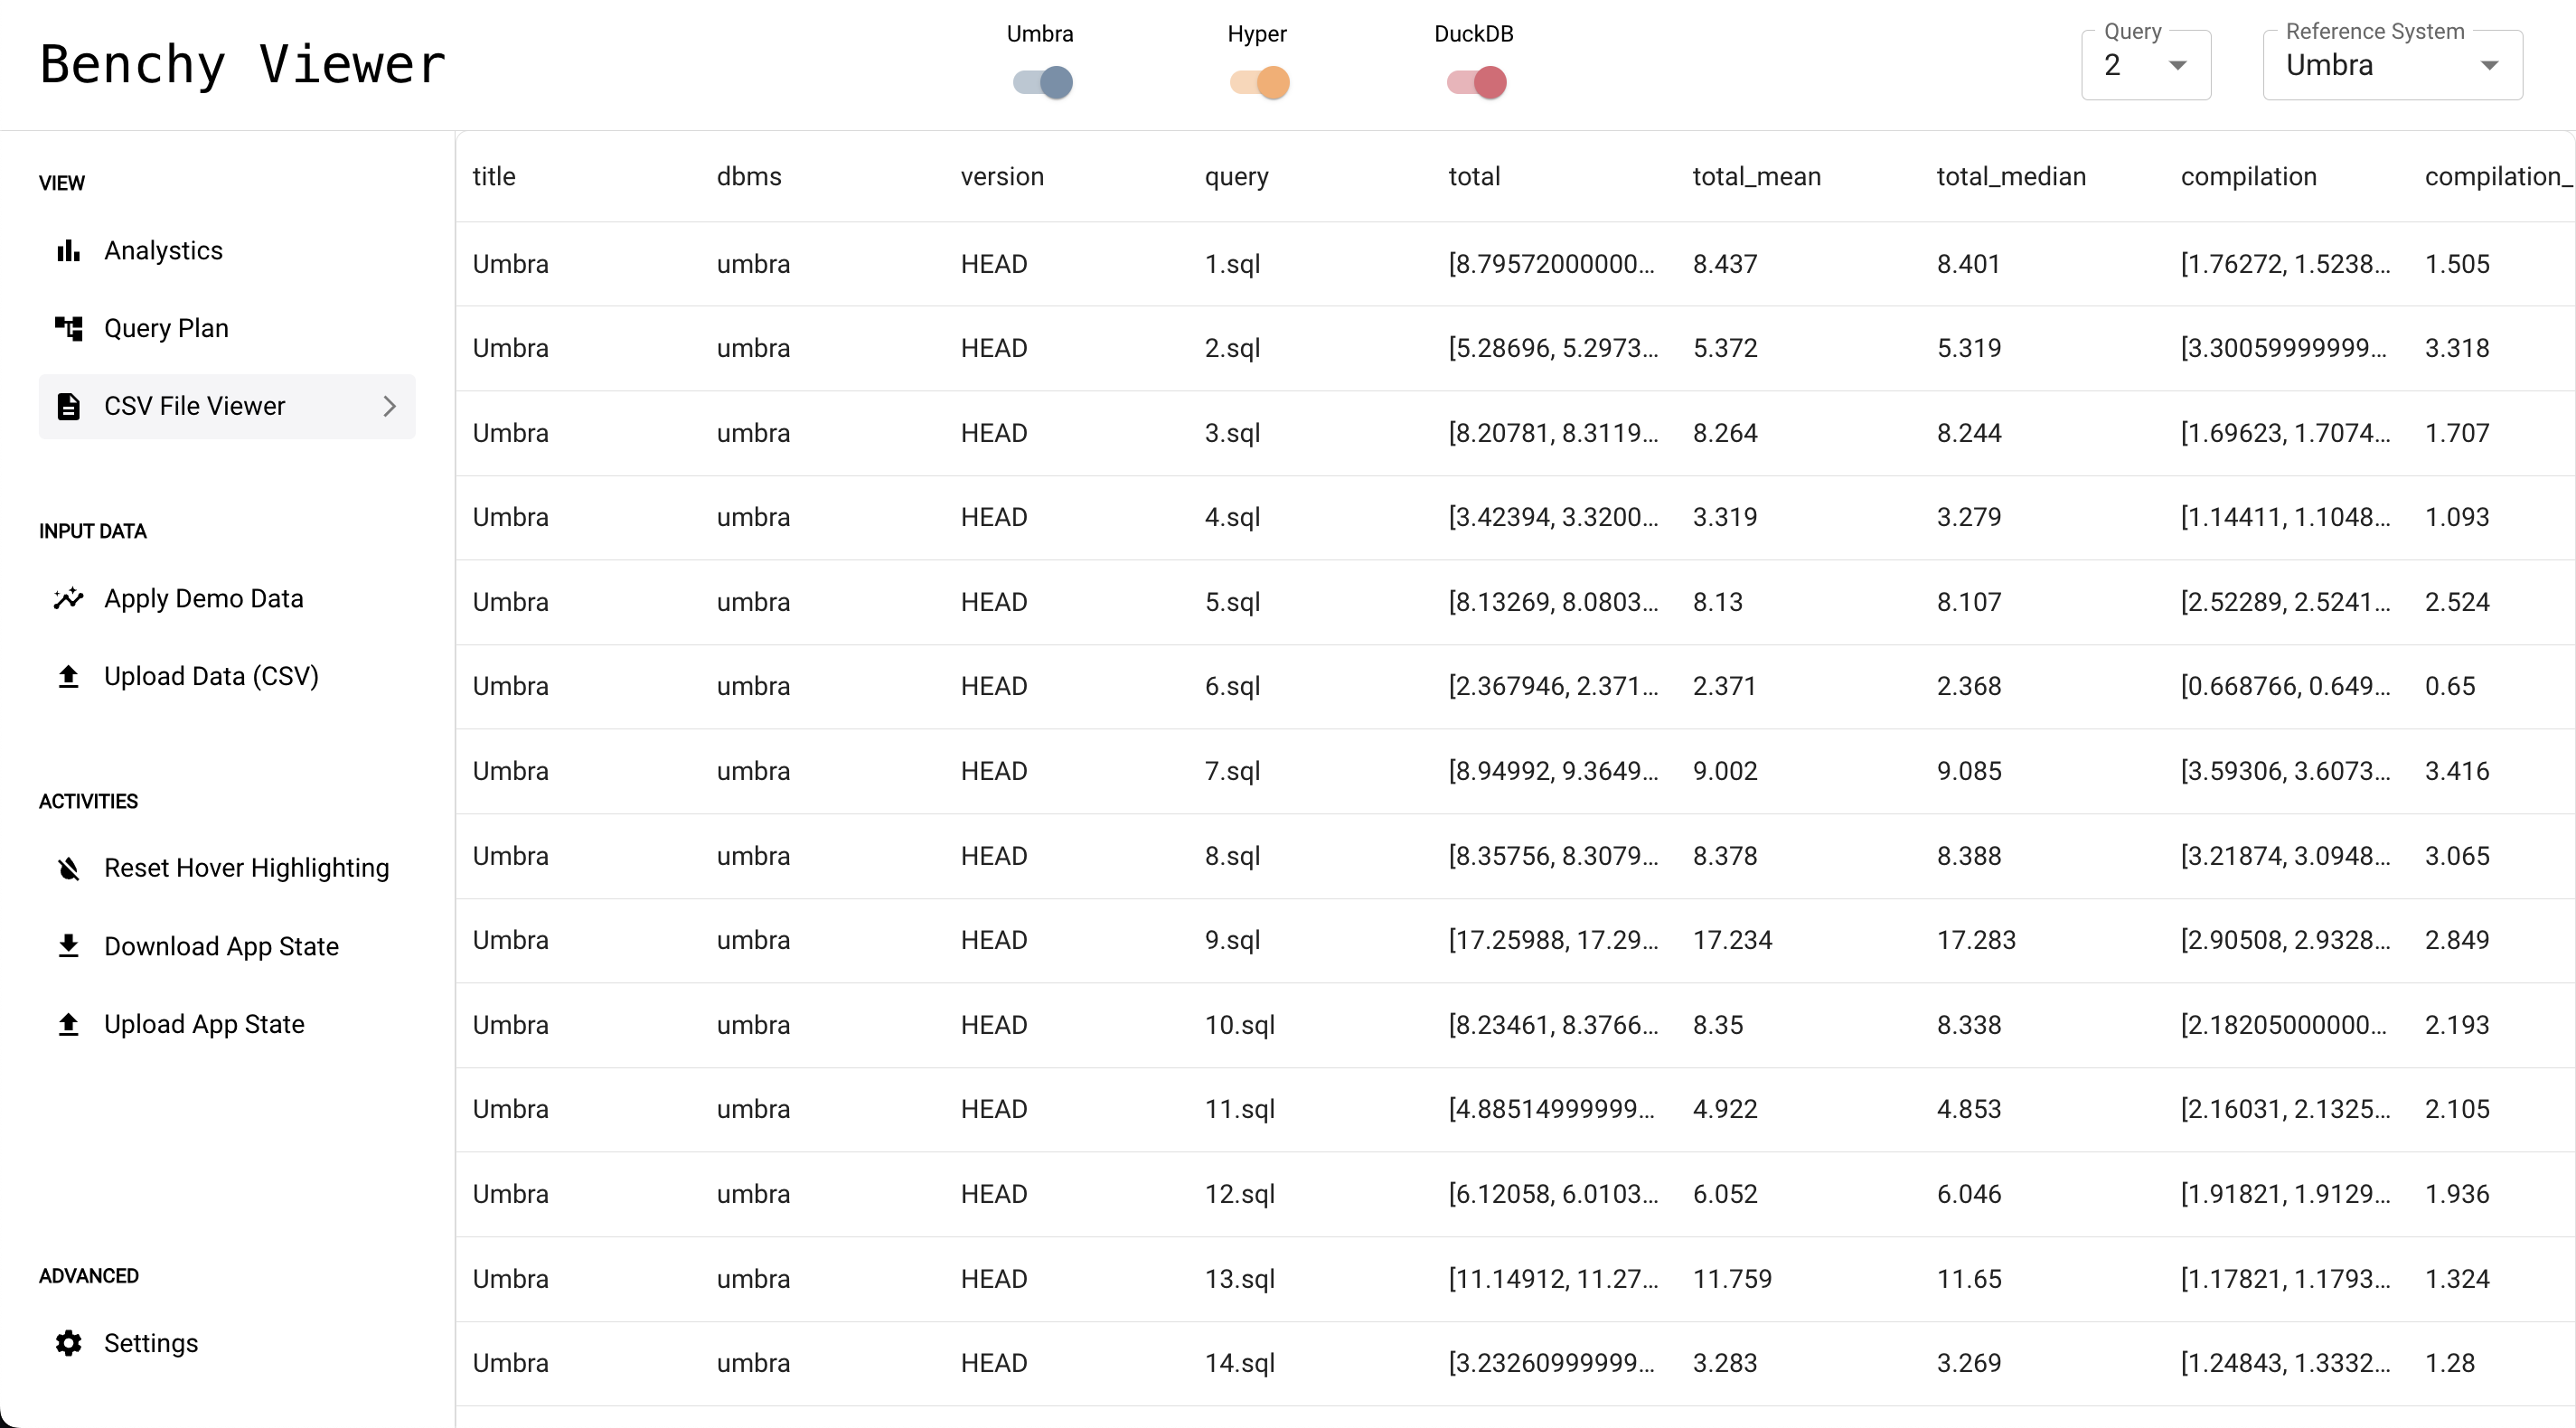 Benchy Viewer
Umbra Hyper DuckDB
Query
2
Reference System
Umbra
VIEW
Analystics
Query Plan
CSV File Viewer
INPUT DATA
Apply Demo Data
Upload Data (CSV)
ACTIVITIES
Reset Hover Highlighting
Download App State
Upload App State
ADVANCED
Settings
title dbms version query total total_mean total_median compilation compilation_
Umbra umbra HEAD 1.sql [8.79572000000... 8.437 8.401 [1.76272, 1.5238... 1.505
Umbra umbra HEAD 2.sql [5.28696, 5.2973... 5.372 5.319 [3.30059999999... 3.318
Umbra umbra HEAD 3.sql [8.20781, 8.3119... 8.264 8.244 [1.69623, 1.7074... 1.707
Umbra umbra HEAD 4.sql [3.42394, 3.3200... 3.319 3.279 [1.14411, 1.1048... 1.093
Umbra umbra HEAD 5.sql [8.13269, 8.0803... 8.13 8.107 [2.52289, 2.5241... 2.524
Umbra umbra HEAD 6.sql [2.367946, 2.371... 2.371 2.368 [0.668766, 0.649... 0.65
Umbra umbra HEAD 7.sql [8.94992, 9.3649... 9.002 9.085 [3.59306, 3.6073... 3.416
Umbra umbra HEAD 8.sql [8.35756, 8.3079... 8.378 8.388 [3.21874, 3.0948... 3.065
Umbra umbra HEAD 9.sql [17.25988, 17.29... 17.234 17.283 [2.90508, 2.9328... 2.849
Umbra umbra HEAD 10.sql [8.23461, 8.3766... 8.35 8.338 [2.18205000000... 2.193
Umbra umbra HEAD 11.sql [4.88514999999... 4.922 4.853 [2.16031, 2.1325... 2.105
Umbra umbra HEAD 12.sql [6.12058, 6.0103... 6.052 6.046 [1.91821, 1.9129... 1.936
Umbra umbra HEAD 13.sql [11.14912, 11.27... 11.759 11.65 [1.17821, 1.1793... 1.324
Umbra umbra HEAD 14.sql [3.23260999999... 3.283 3.269 [1.24843, 1.3332... 1.28